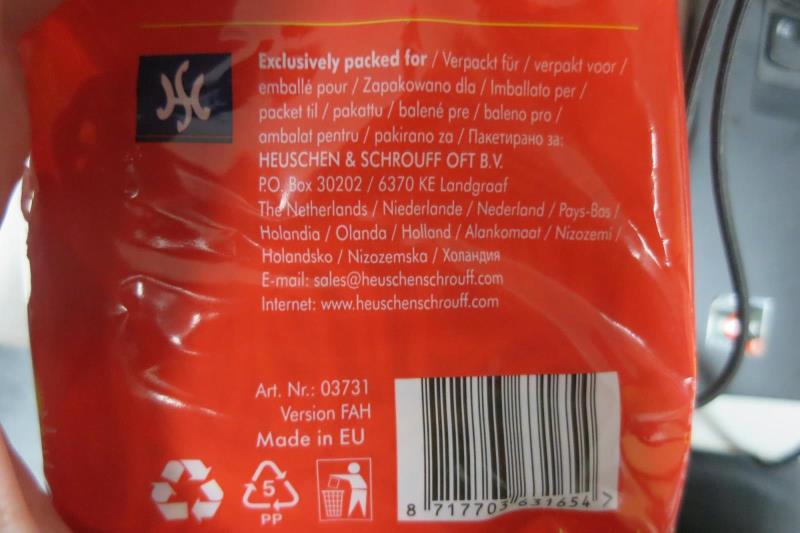 Exclusively packed for / Verpackt für / verpakt voor /
emballé pour / Zapakowano dla / Imballato per /
packet til / pakattu / balené pre / baleno pro /
ambalat pentru / pakirano za / Пакетирано за:
HEUSCHEN & SCHROUFF OFT B.V.
P.O. Box 30202 / 6370 KE Landgraaf
The Netherlands / Niederlande / Nederland / Pays-Bas /
Holandia / Olanda / Holland / Alankomaat / Nizozemí /
Holandsko / Nizozemska / Холандия
E-mail: sales@heuschenschrouff.com
Internet: www.heuschenschrouff.com
Art. Nr.: 03731
Version FAH
Made in EU
5
PP
8 717703 631654 >